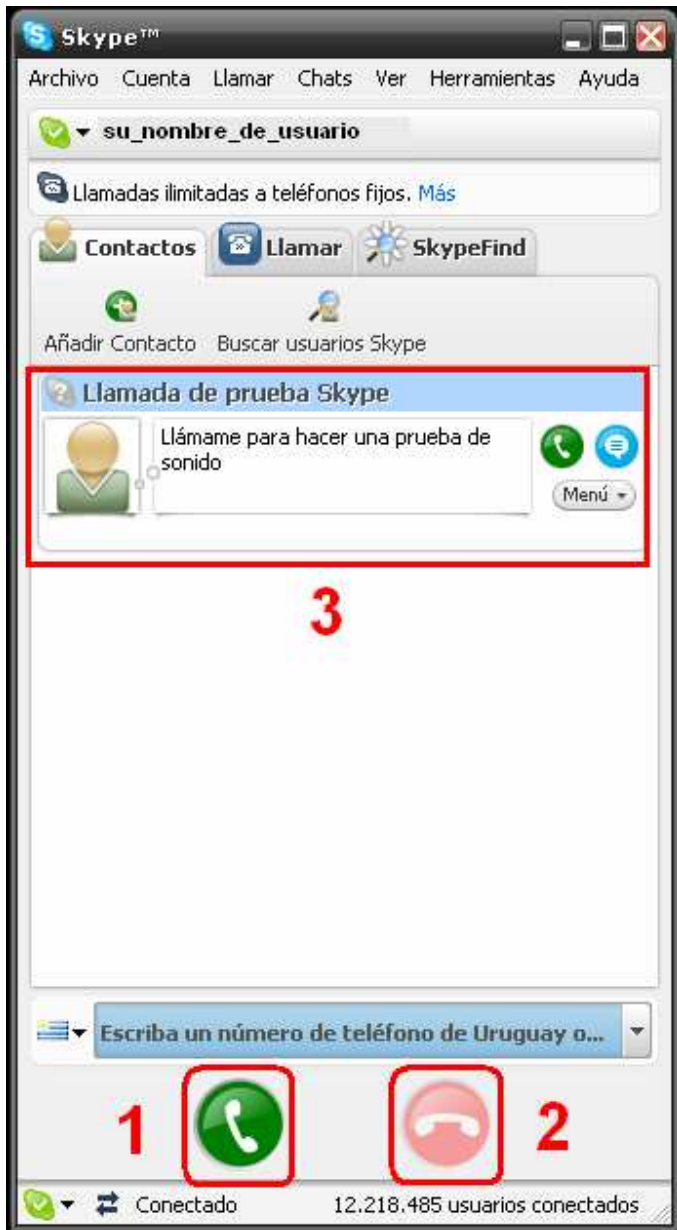 Skype™
Archivo Cuenta Llamar Chats Ver Herramientas Ayuda
su_nombre_de_usuario
Llamadas ilimitadas a teléfonos fijos. Más
Contactos Llamar SkypeFind
Añadir Contacto Buscar usuarios Skype
Llamada de prueba Skype
Llámame para hacer una prueba de
sonido
Menú
3
Escriba un número de teléfono de Uruguay o...
1 2
Conectado 12.218.485 usuarios conectados